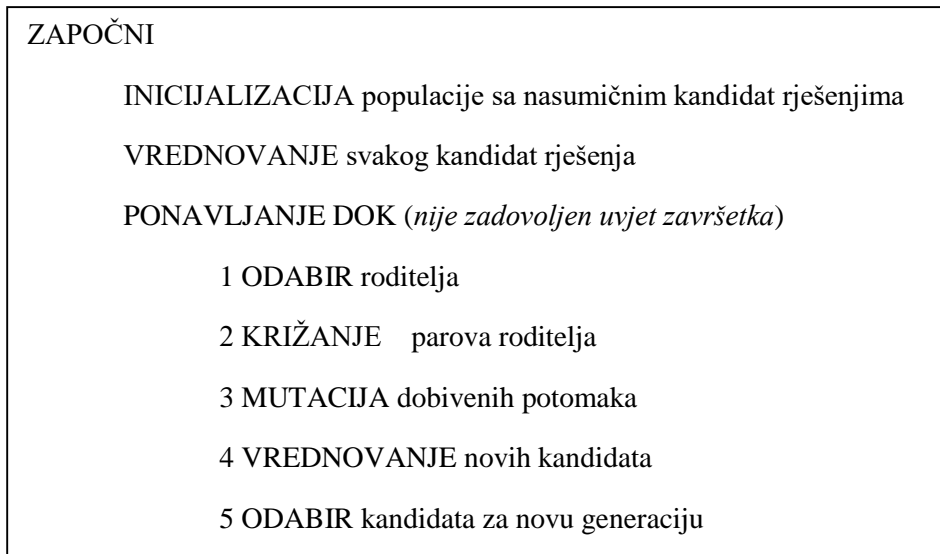 ZAPOČNI
INICIJALIZACIJA populacije sa nasumičnim kandidat rješenjima
VREDNOVANJE svakog kandidat rješenja
PONAVLJANJE DOK (nije zadovoljen uvjet završetka)
1 ODABIR roditelja
2 KRIŽANJE parova roditelja
3 MUTACIJA dobivenih potomaka
4 VREDNOVANJE novih kandidata
5 ODABIR kandidata za novu generaciju